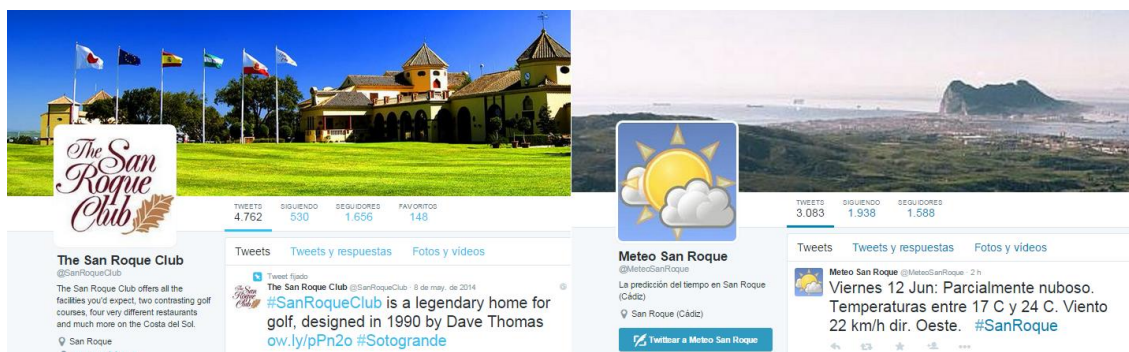 The San
Roque
Club
TWEETS SIGUIENDO SEGUIDORES FAVORITOS
4.762 530 1.656 148
Tweets Tweets y respuestas Fotos y vídeos
The San Roque Club
@SanRoqueClub
The San Roque Club offers all the
facilities you'd expect, two contrasting golf
courses, four very different restaurants
and much more on the Costa del Sol.
San Roque
Tweet fijado
The San Roque Club @SanRoqueClub · 8 de may. de 2014
#SanRoqueClub is a legendary home for
golf, designed in 1990 by Dave Thomas
ow.ly/pPn2o #Sotogrande
TWEETS SIGUIENDO SEGUIDORES
3.083 1.938 1.588
Tweets Tweets y respuestas Fotos y vídeos
Meteo San Roque
@MeteoSanRoque
La predicción del tiempo en San Roque
(Cádiz)
San Roque (Cádiz)
Twittear a Meteo San Roque
Meteo San Roque @MeteoSanRoque · 2 h
Viernes 12 Jun: Parcialmente nuboso.
Temperaturas entre 17 C y 24 C. Viento
22 km/h dir. Oeste. #SanRoque